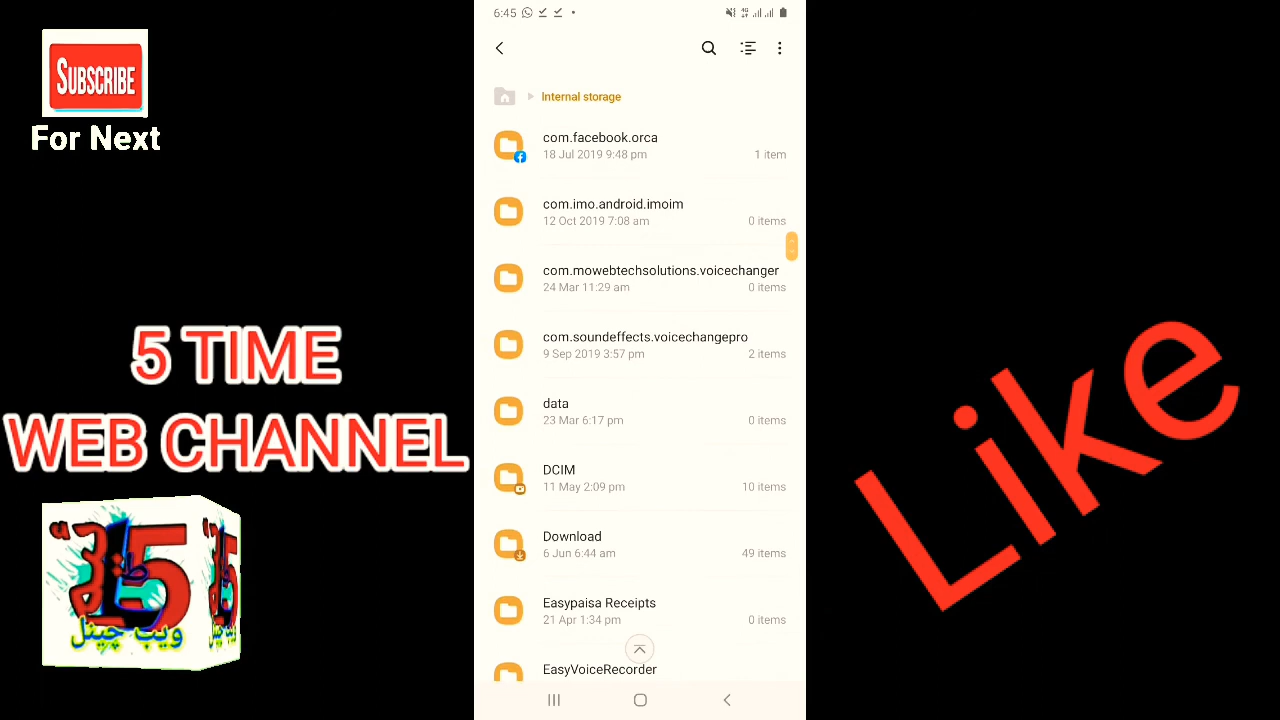 SUBSCRIBE
For Next
5 TIME
WEB CHANNEL
5
ویب چینل
6:45
Internal storage
com.facebook.orca
18 Jul 2019 9:48 pm
1 item
com.imo.android.imoim
12 Oct 2019 7:08 am
0 items
com.mowebtechsolutions.voicechanger
24 Mar 11:29 am
0 items
com.soundeffects.voicechangepro
9 Sep 2019 3:57 pm
2 items
data
23 Mar 6:17 pm
0 items
DCIM
11 May 2:09 pm
10 items
Download
6 Jun 6:44 am
49 items
Easypaisa Receipts
21 Apr 1:34 pm
0 items
EasyVoiceRecorder
Like